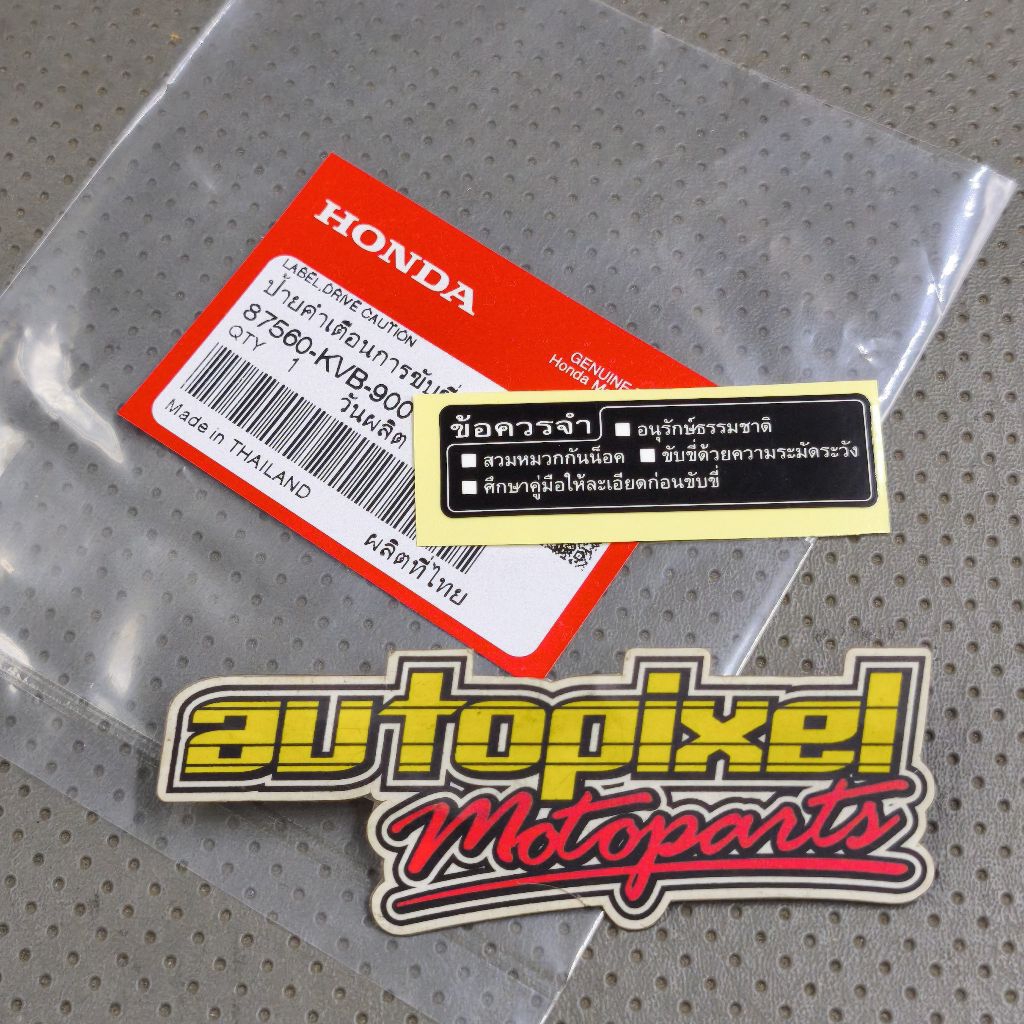 HONDA
GENUINE
Honda
LABEL,DRIVE CAUTION
ป้ายคำเตือนการขับขี่
87560-KVB-900
QTY 1
วันผลิต
Made in THAILAND
ผลิตที่ไทย
ข้อควรจำ
■ อนุรักษ์ธรรมชาติ
■ สวมหมวกกันน็อค ■ ขับขี่ด้วยความระมัดระวัง
■ ศึกษาคู่มือให้ละเอียดก่อนขับขี่
autopixel
Motoparts